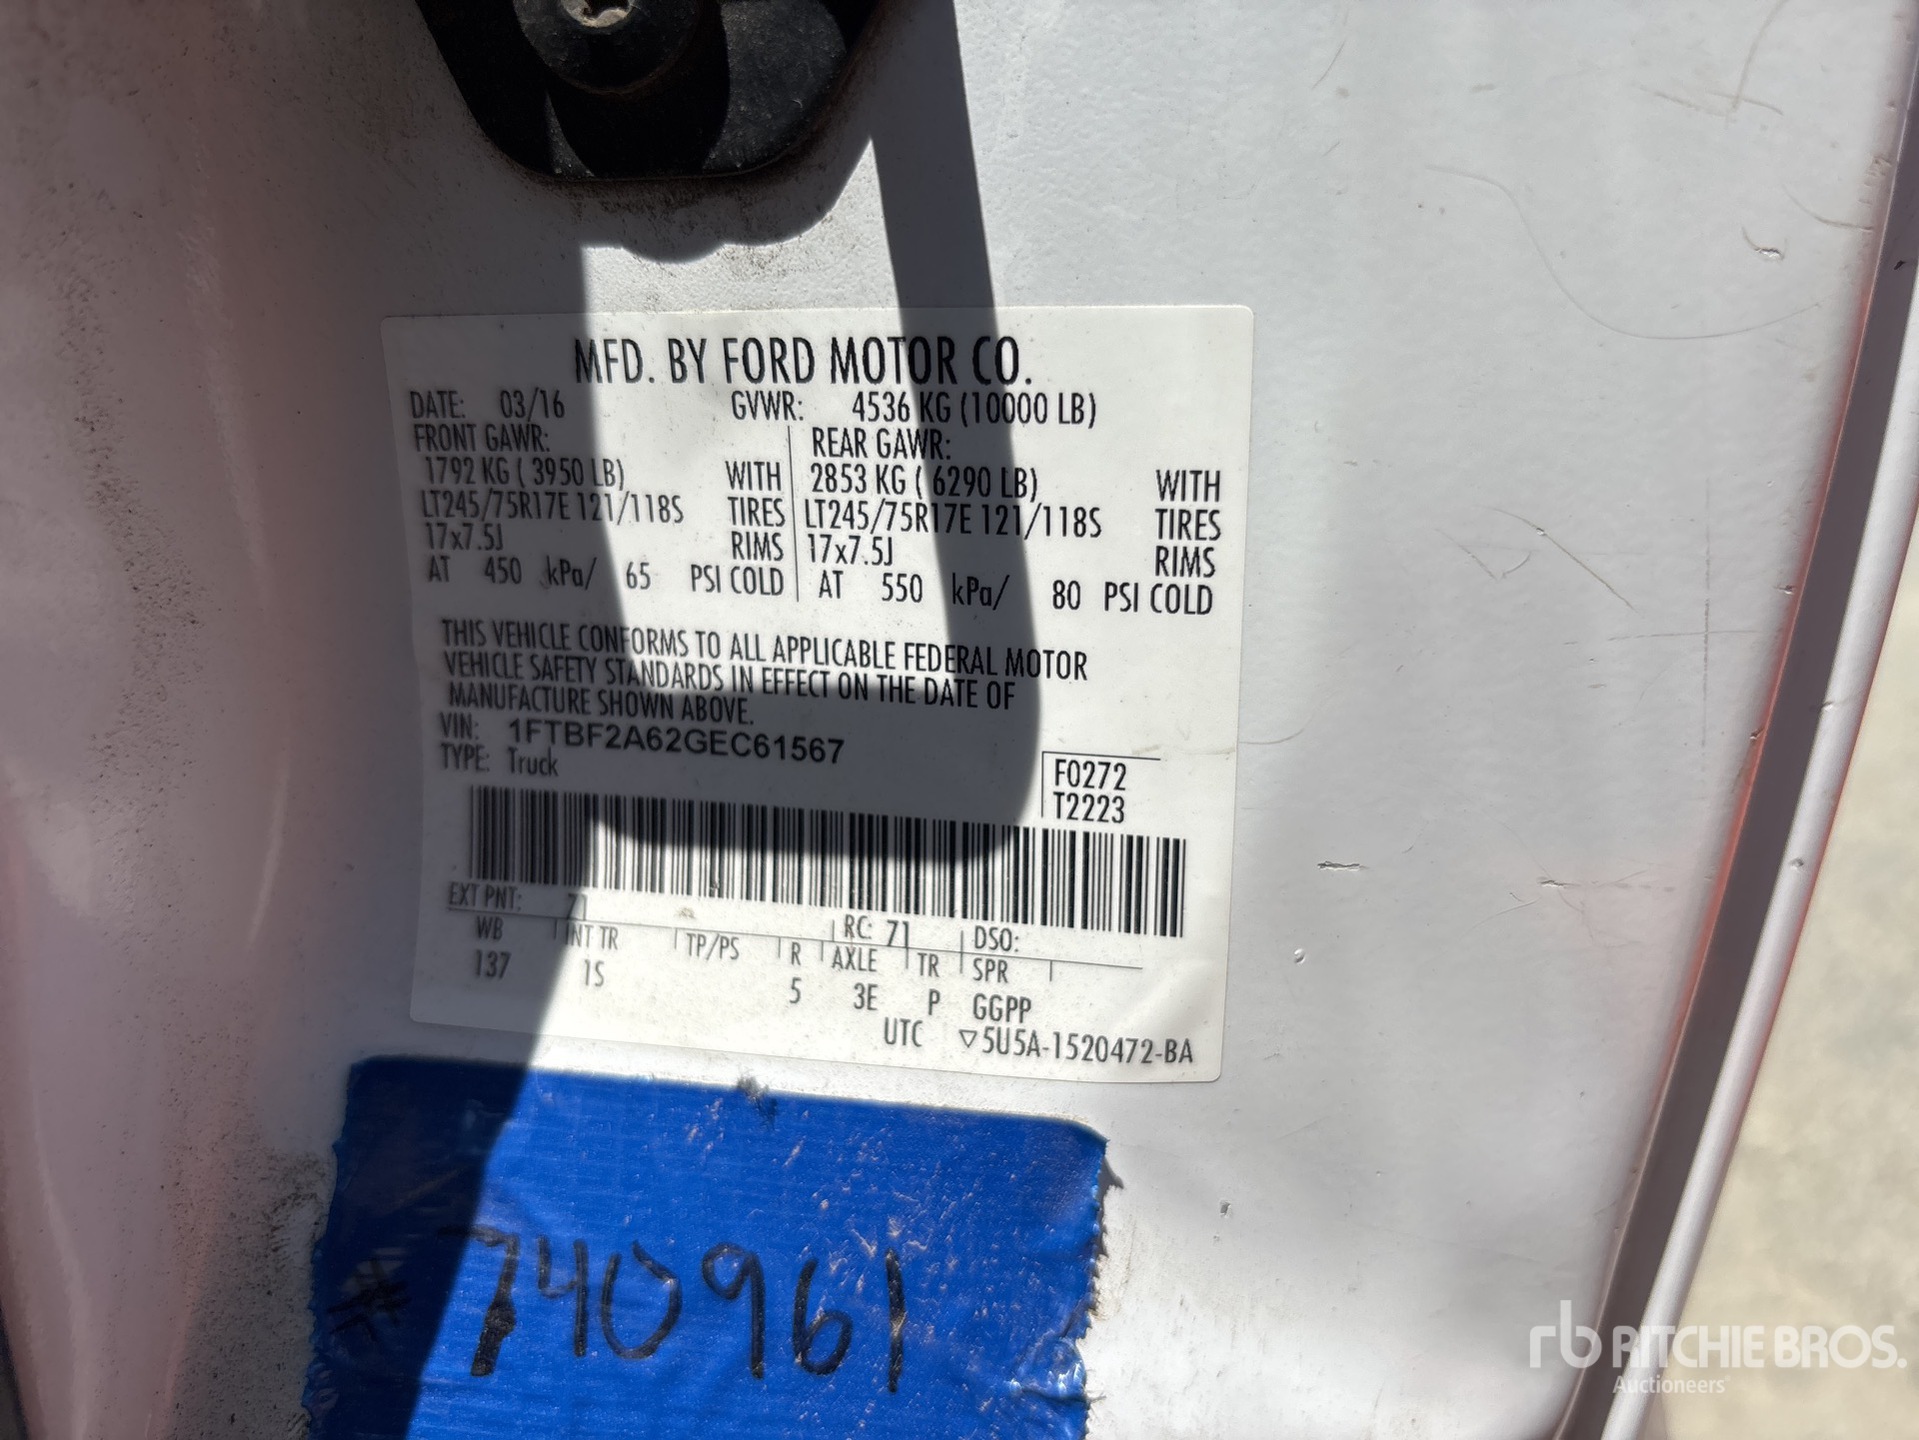 MFD. BY FORD MOTOR CO.
DATE: 03/16 GVWR: 4536 KG (10000 LB)
FRONT GAWR: REAR GAWR:
1792 KG ( 3950 LB) WITH 2853 KG ( 6290 LB) WITH
LT245/75R17E 121/118S TIRES LT245/75R17E 121/118S TIRES
17x7.5J RIMS 17x7.5J RIMS
AT 450 kPa/ 65 PSI COLD AT 550 kPa/ 80 PSI COLD
THIS VEHICLE CONFORMS TO ALL APPLICABLE FEDERAL MOTOR
VEHICLE SAFETY STANDARDS IN EFFECT ON THE DATE OF
MANUFACTURE SHOWN ABOVE.
VIN: 1FTBF2A62GEC61567
TYPE: Truck
F0272
T2223
EXT PNT: 71 RC: 71 DSO:
WB INT TR TP/PS R AXLE TR SPR
137 1S 5 3E P GGPP
UTC ▽5U5A-1520472-BA
*740961
rb RITCHIE BROS.
Auctioneers